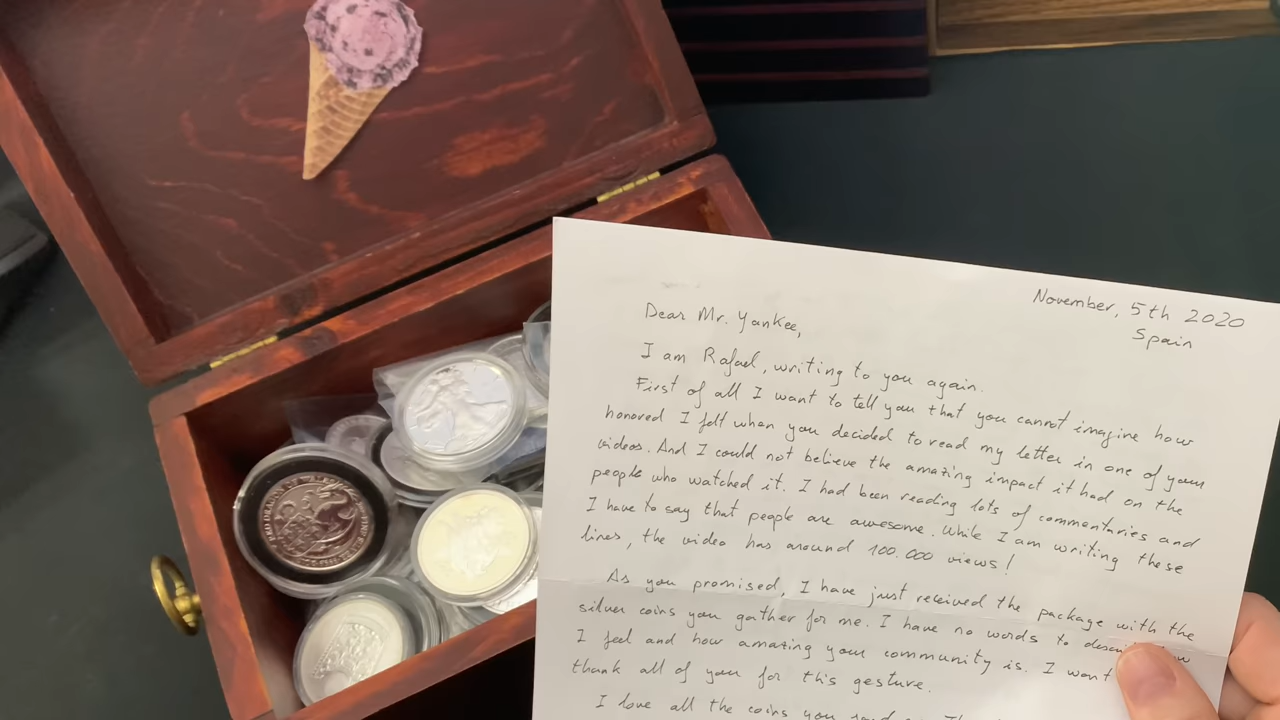 November, 5th 2020
Spain
Dear Mr. Yankee,
I am Rafael, writing to you again.
First of all I want to tell you that you cannot imagine how
honored I felt when you decided to read my letter in one of your
videos. And I could not believe the amazing impact it had on the
people who watched it. I had been reading lots of commentaries and
I have to say that people are awesome. While I am writing these
lines, the video has around 100.000 views!
As you promised, I have just received the package with the
silver coins you gather for me. I have no words to
I feel and how amazing your community is. I want
thank all of you for this gesture.
I love all the coins you